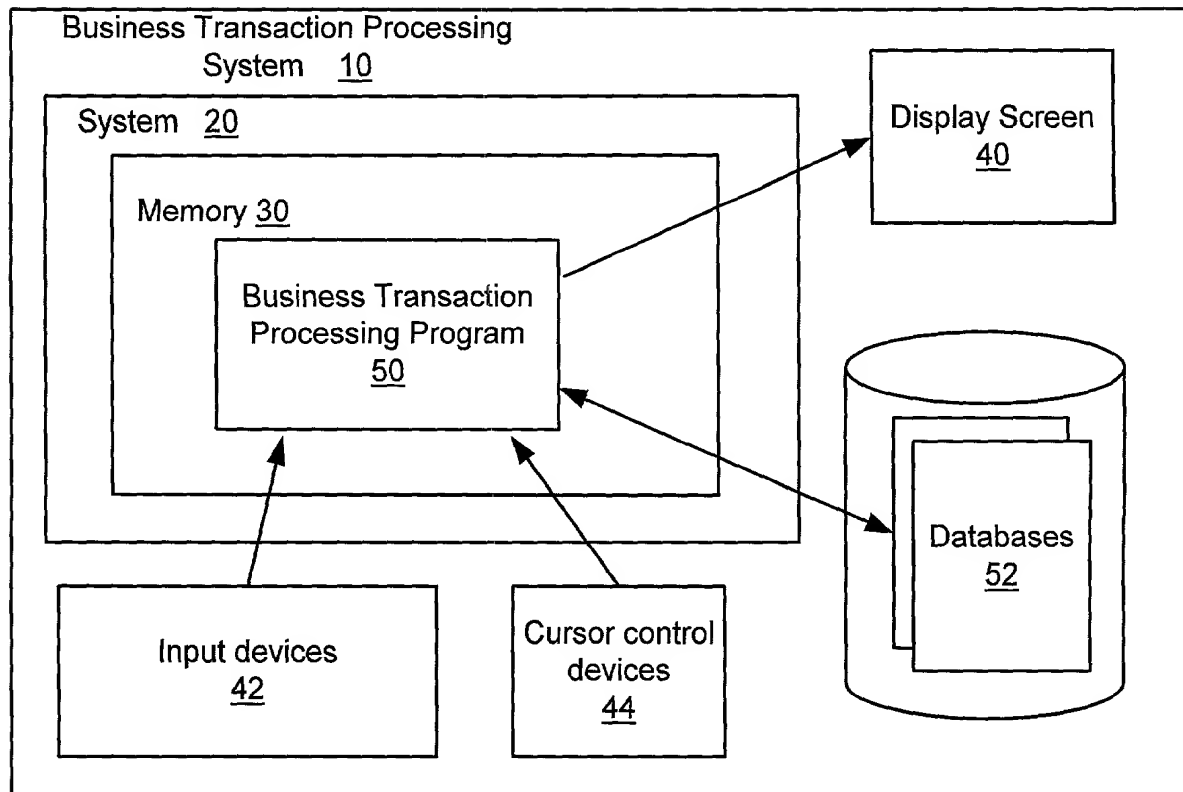 Business Transaction Processing
System 10
System 20
Memory 30
Business Transaction
Processing Program
50
Display Screen
40
Databases
52
Input devices
42
Cursor control
devices
44